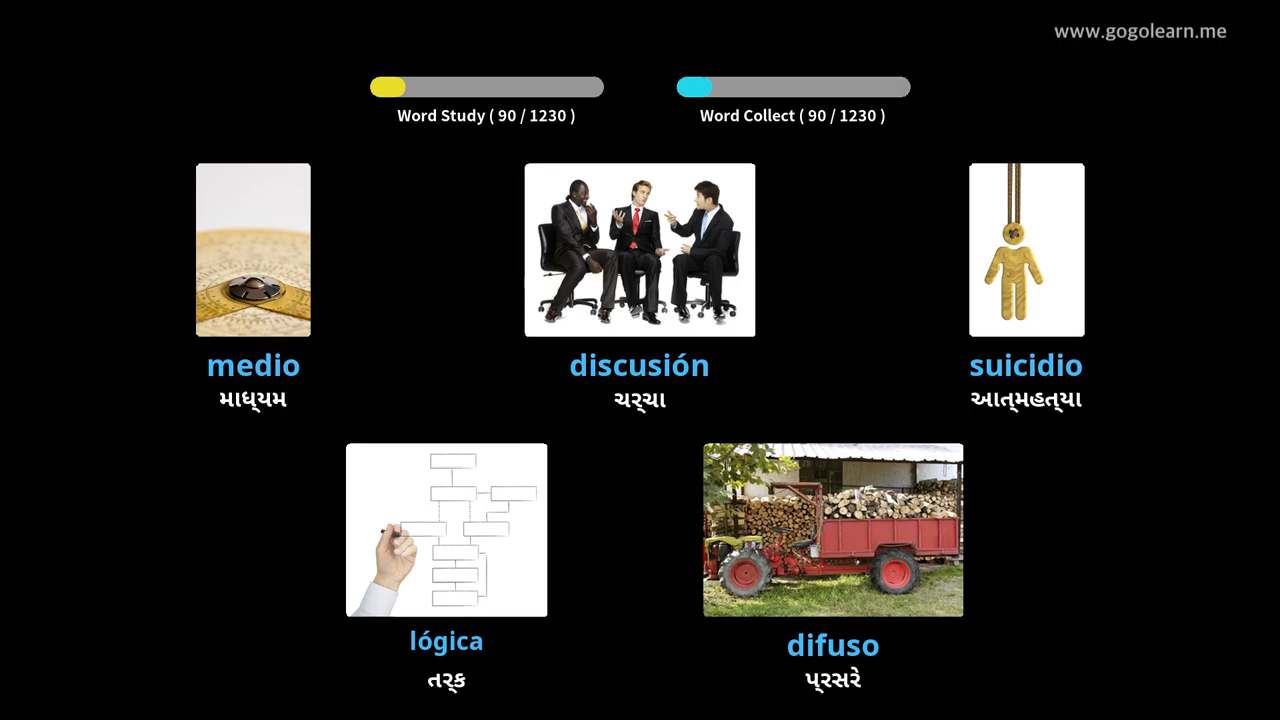 www.gogolearn.me
Word Study ( 90 / 1230 )
Word Collect ( 90 / 1230 )
medio
માધ્યમ
discusión
ચર્ચા
suicidio
આત્મહત્યા
lógica
તર્ક
difuso
પ્રસરે